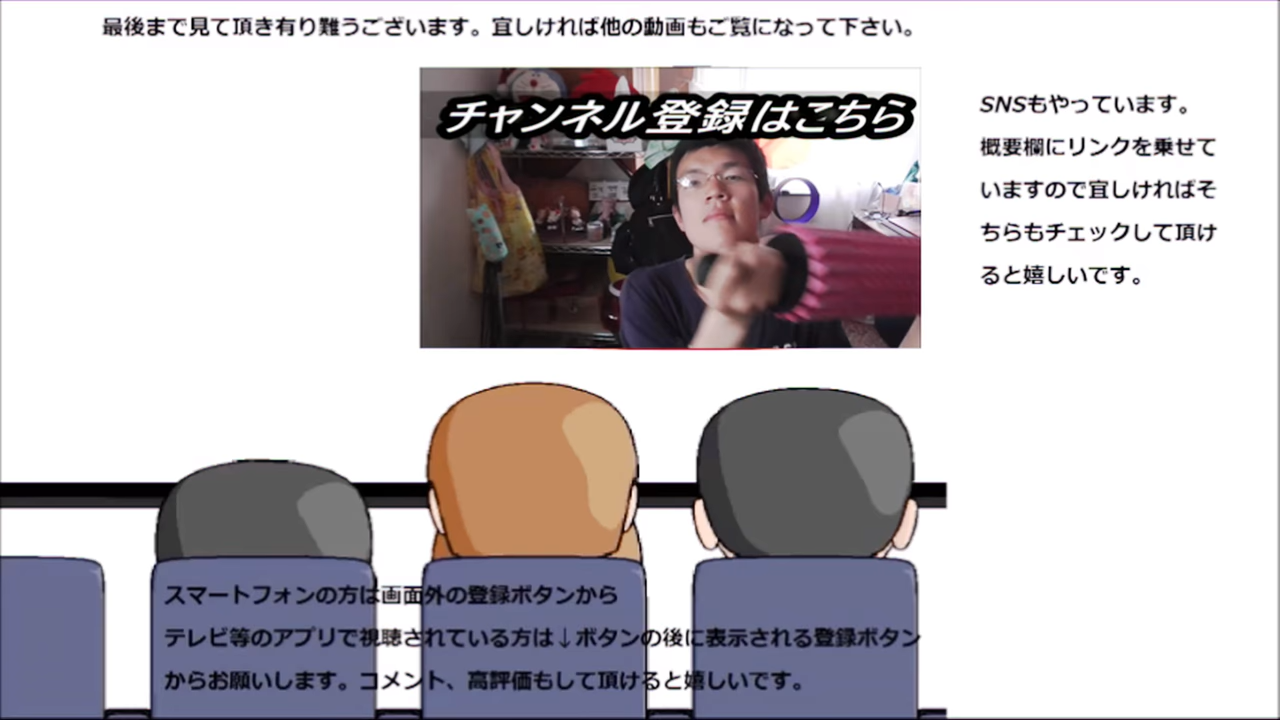 最後まで見て頂き有り難うございます。宜しければ他の動画もご覧になって下さい。
チャンネル登録はこちら
SNSもやっています。
概要欄にリンクを乗せて
いますので宜しければそ
ちらもチェックして頂け
ると嬉しいです。
スマートフォンの方は画面外の登録ボタンから
テレビ等のアプリで視聴されている方は↓ボタンの後に表示される登録ボタン
からお願いします。コメント、高評価もして頂けると嬉しいです。